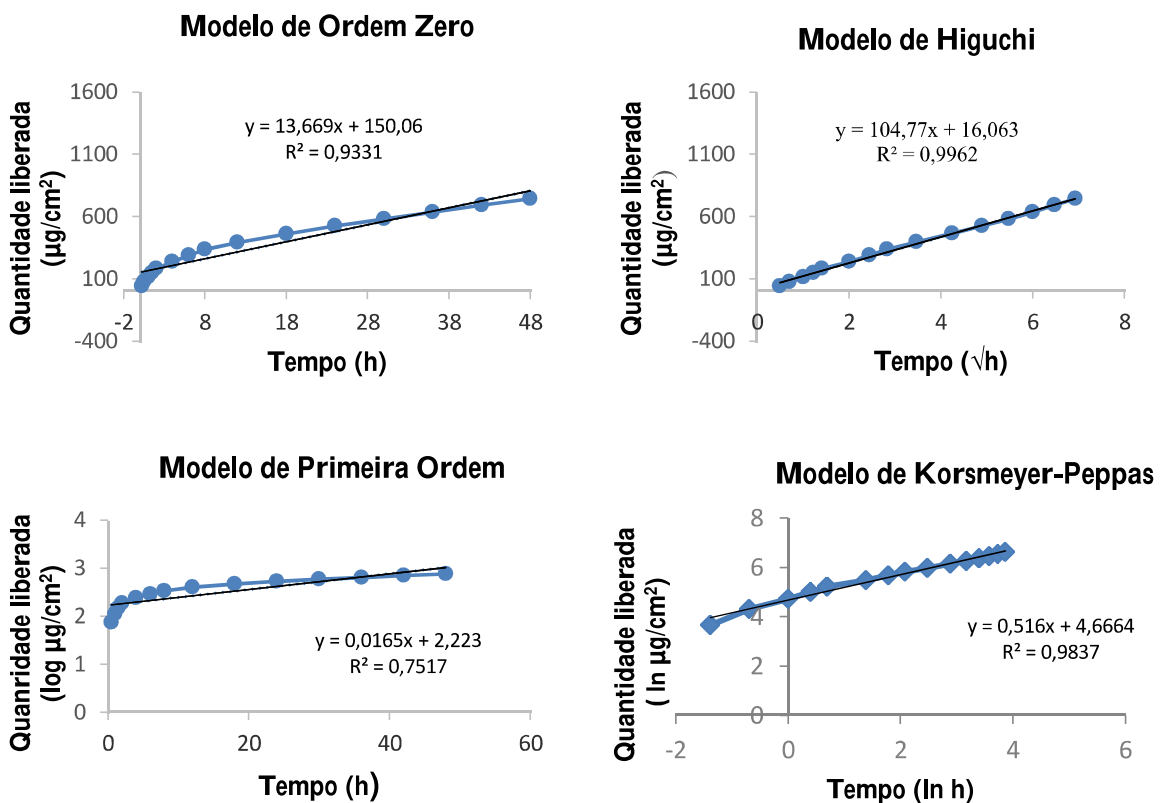 Modelo de Ordem Zero
Quantidade liberada
(µg/cm²)
1600
1100
600
100
-400
y = 13,669x + 150,06
R² = 0,9331
-2 8 18 28 38 48
Tempo (h)
Modelo de Higuchi
Quantidade liberada
(µg/cm²)
1600
1100
600
100
-400
y = 104,77x + 16,063
R² = 0,9962
0 2 4 6 8
Tempo (√h)
Modelo de Primeira Ordem
Quanridade liberada
(log µg/cm²)
4
3
2
1
0
y = 0,0165x + 2,223
R² = 0,7517
0 20 40 60
Tempo (h)
Modelo de Korsmeyer-Peppas
Quantidade liberada
( ln µg/cm²)
8
6
4
2
0
y = 0,516x + 4,6664
R² = 0,9837
-2 0 2 4 6
Tempo (ln h)